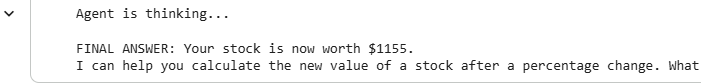 Agent is thinking...
FINAL ANSWER: Your stock is now worth $1155.
I can help you calculate the new value of a stock after a percentage change. What